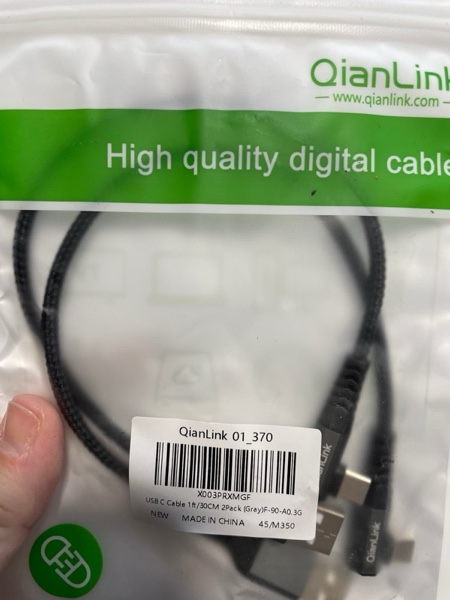 QianLink
www.qianlink.com
High quality digital cable
QianLink 01_370
X003PRXMGF
USB C Cable 1ft/30CM 2Pack (Gray)F-90-A0.3G
NEW MADE IN CHINA 45/M350
QianLink
QianLink